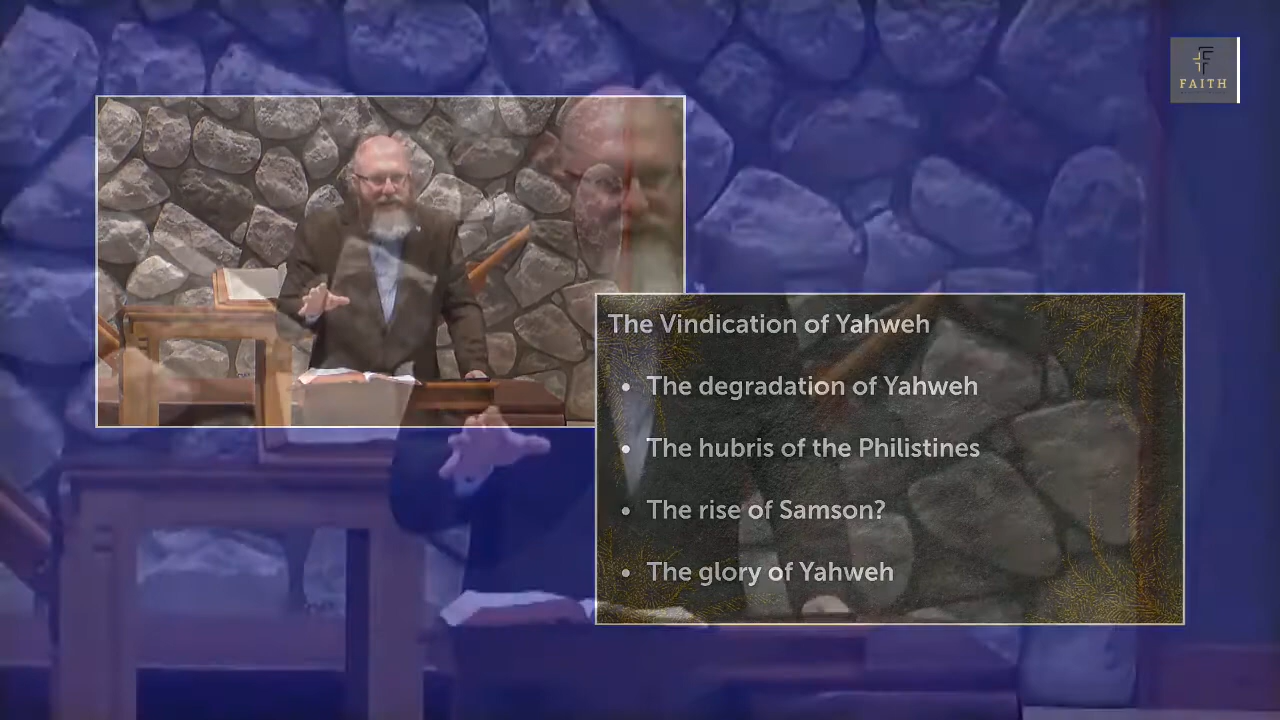 FAITH
The Vindication of Yahweh
• The degradation of Yahweh
• The hubris of the Philistines
• The rise of Samson?
• The glory of Yahweh